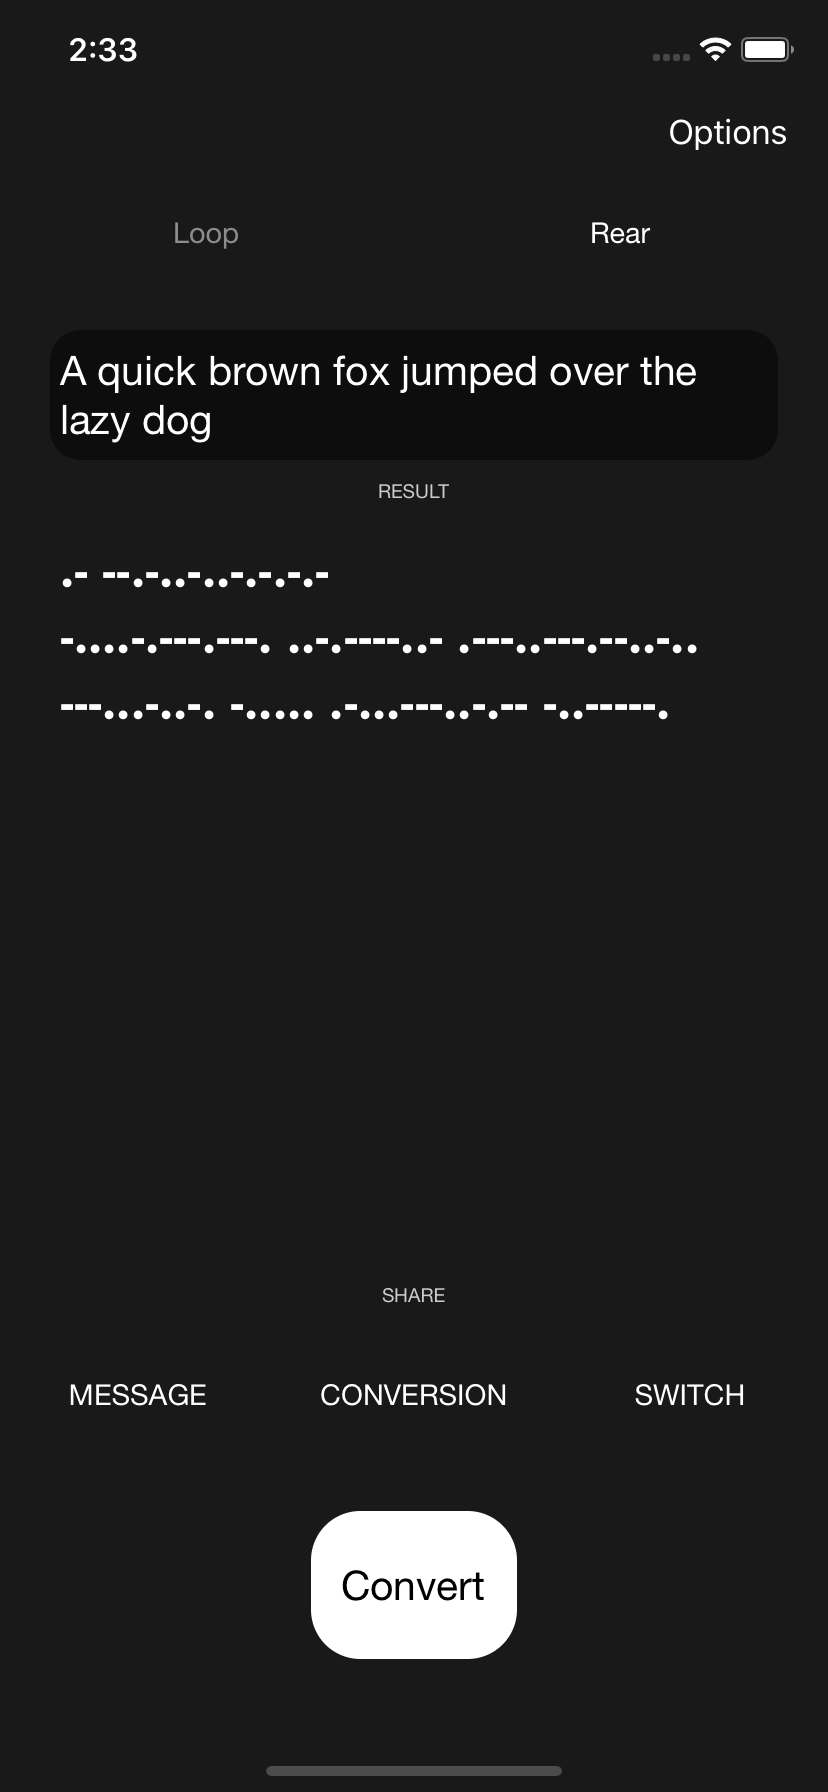 2:33
Options
Loop Rear
A quick brown fox jumped over the
lazy dog
RESULT
.- --.-..-..-.-.-.-
-....-.---.---. ..-.----..- .---..---.--..-..
---...-..-. -..... .-...---..-.-- -..-----.
SHARE
MESSAGE CONVERSION SWITCH
Convert